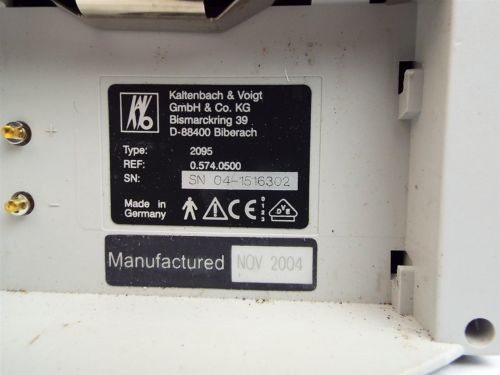 Kaltenbach & Voigt
GmbH & Co. KG
Bismarckring 39
D-88400 Biberach
Type: 2095
REF: 0.574.0500
SN: SN 04-1516302
Made in
Germany
CE 0123
VDE
Manufactured NOV 2004
+
−